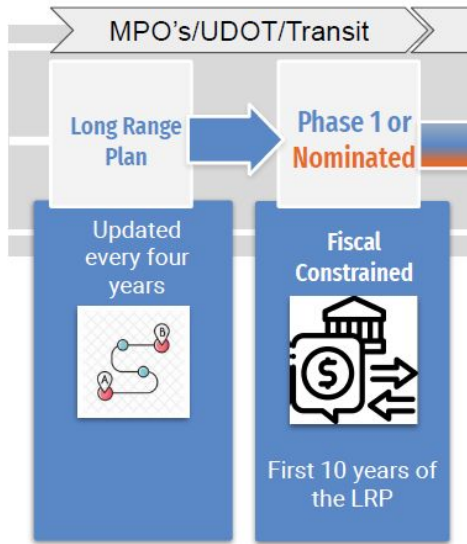 MPO's/UDOT/Transit
Long Range
Plan
Phase 1 or
Nominated
Updated
every four
years
B
A
Fiscal
Constrained
$
First 10 years of
the LRP